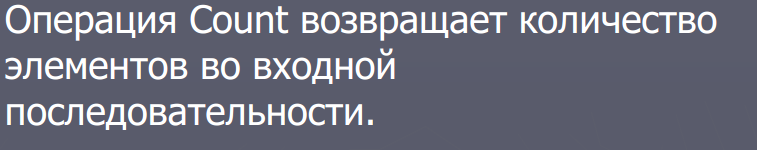 Операция Count возвращает количество
элементов во входной
последовательности.